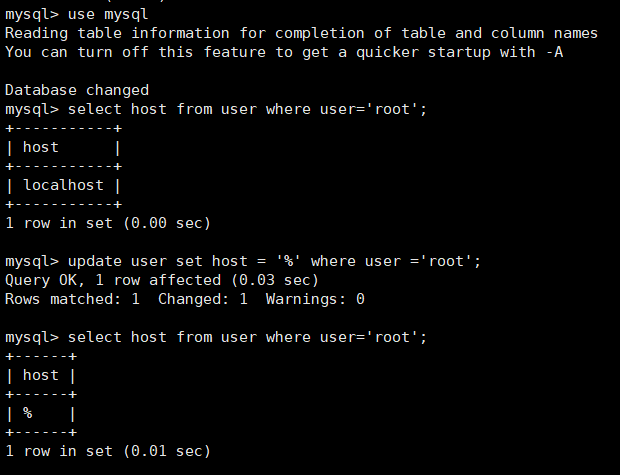 mysql> use mysql
Reading table information for completion of table and column names
You can turn off this feature to get a quicker startup with -A
Database changed
mysql> select host from user where user='root';
+-----------+
| host      |
+-----------+
| localhost |
+-----------+
1 row in set (0.00 sec)
mysql> update user set host = '%' where user ='root';
Query OK, 1 row affected (0.03 sec)
Rows matched: 1  Changed: 1  Warnings: 0
mysql> select host from user where user='root';
+------+
| host |
+------+
| %    |
+------+
1 row in set (0.01 sec)